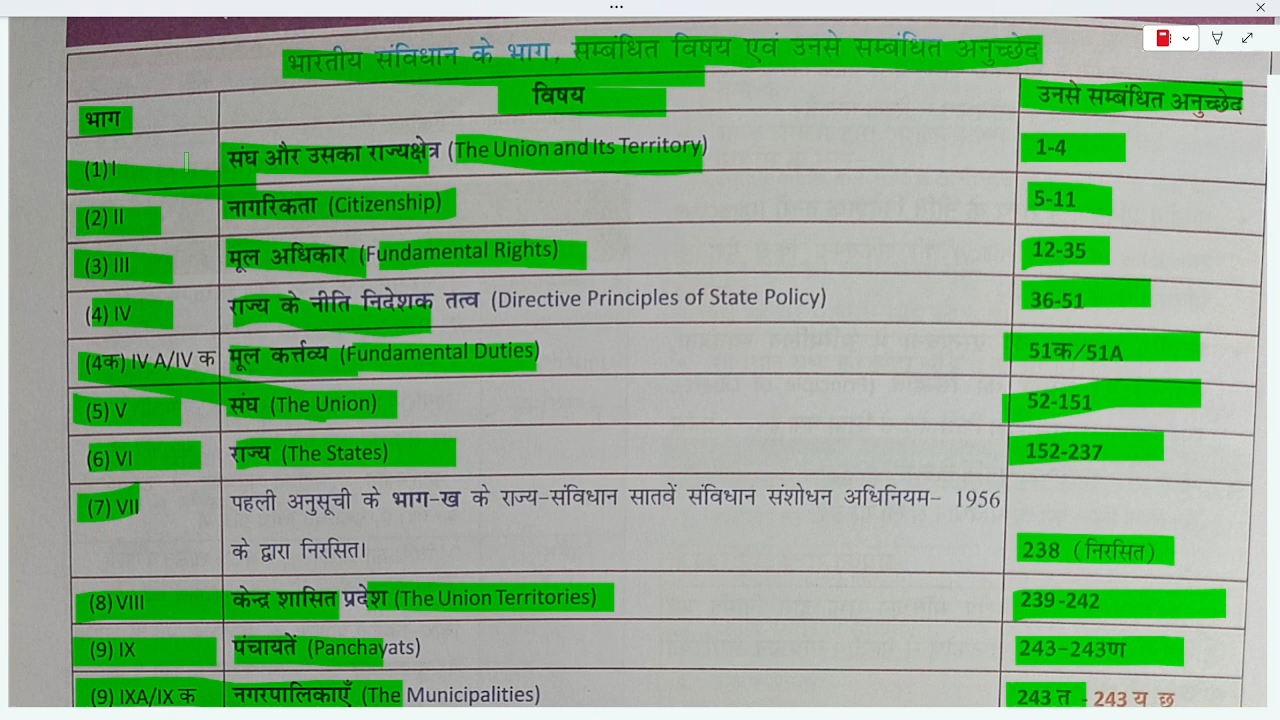 भारतीय संविधान के भाग, सम्बंधित विषय एवं उनसे सम्बंधित अनुच्छेद
भाग विषय उनसे सम्बंधित अनुच्छेद
(1) I संघ और उसका राज्यक्षेत्र (The Union and Its Territory) 1-4
(2) II नागरिकता (Citizenship) 5-11
(3) III मूल अधिकार (Fundamental Rights) 12-35
(4) IV राज्य के नीति निदेशक तत्व (Directive Principles of State Policy) 36-51
(4क) IV A/IV क मूल कर्त्तव्य (Fundamental Duties) 51क/51A
(5) V संघ (The Union) 52-151
(6) VI राज्य (The States) 152-237
(7) VII पहली अनुसूची के भाग-ख के राज्य-संविधान सातवें संविधान संशोधन अधिनियम- 1956
के द्वारा निरसित। 238 (निरसित)
(8) VIII केन्द्र शासित प्रदेश (The Union Territories) 239-242
(9) IX पंचायतें (Panchayats) 243-243ण
(9) IXA/IX क नगरपालिकाएँ (The Municipalities) 243 त - 243 य छ